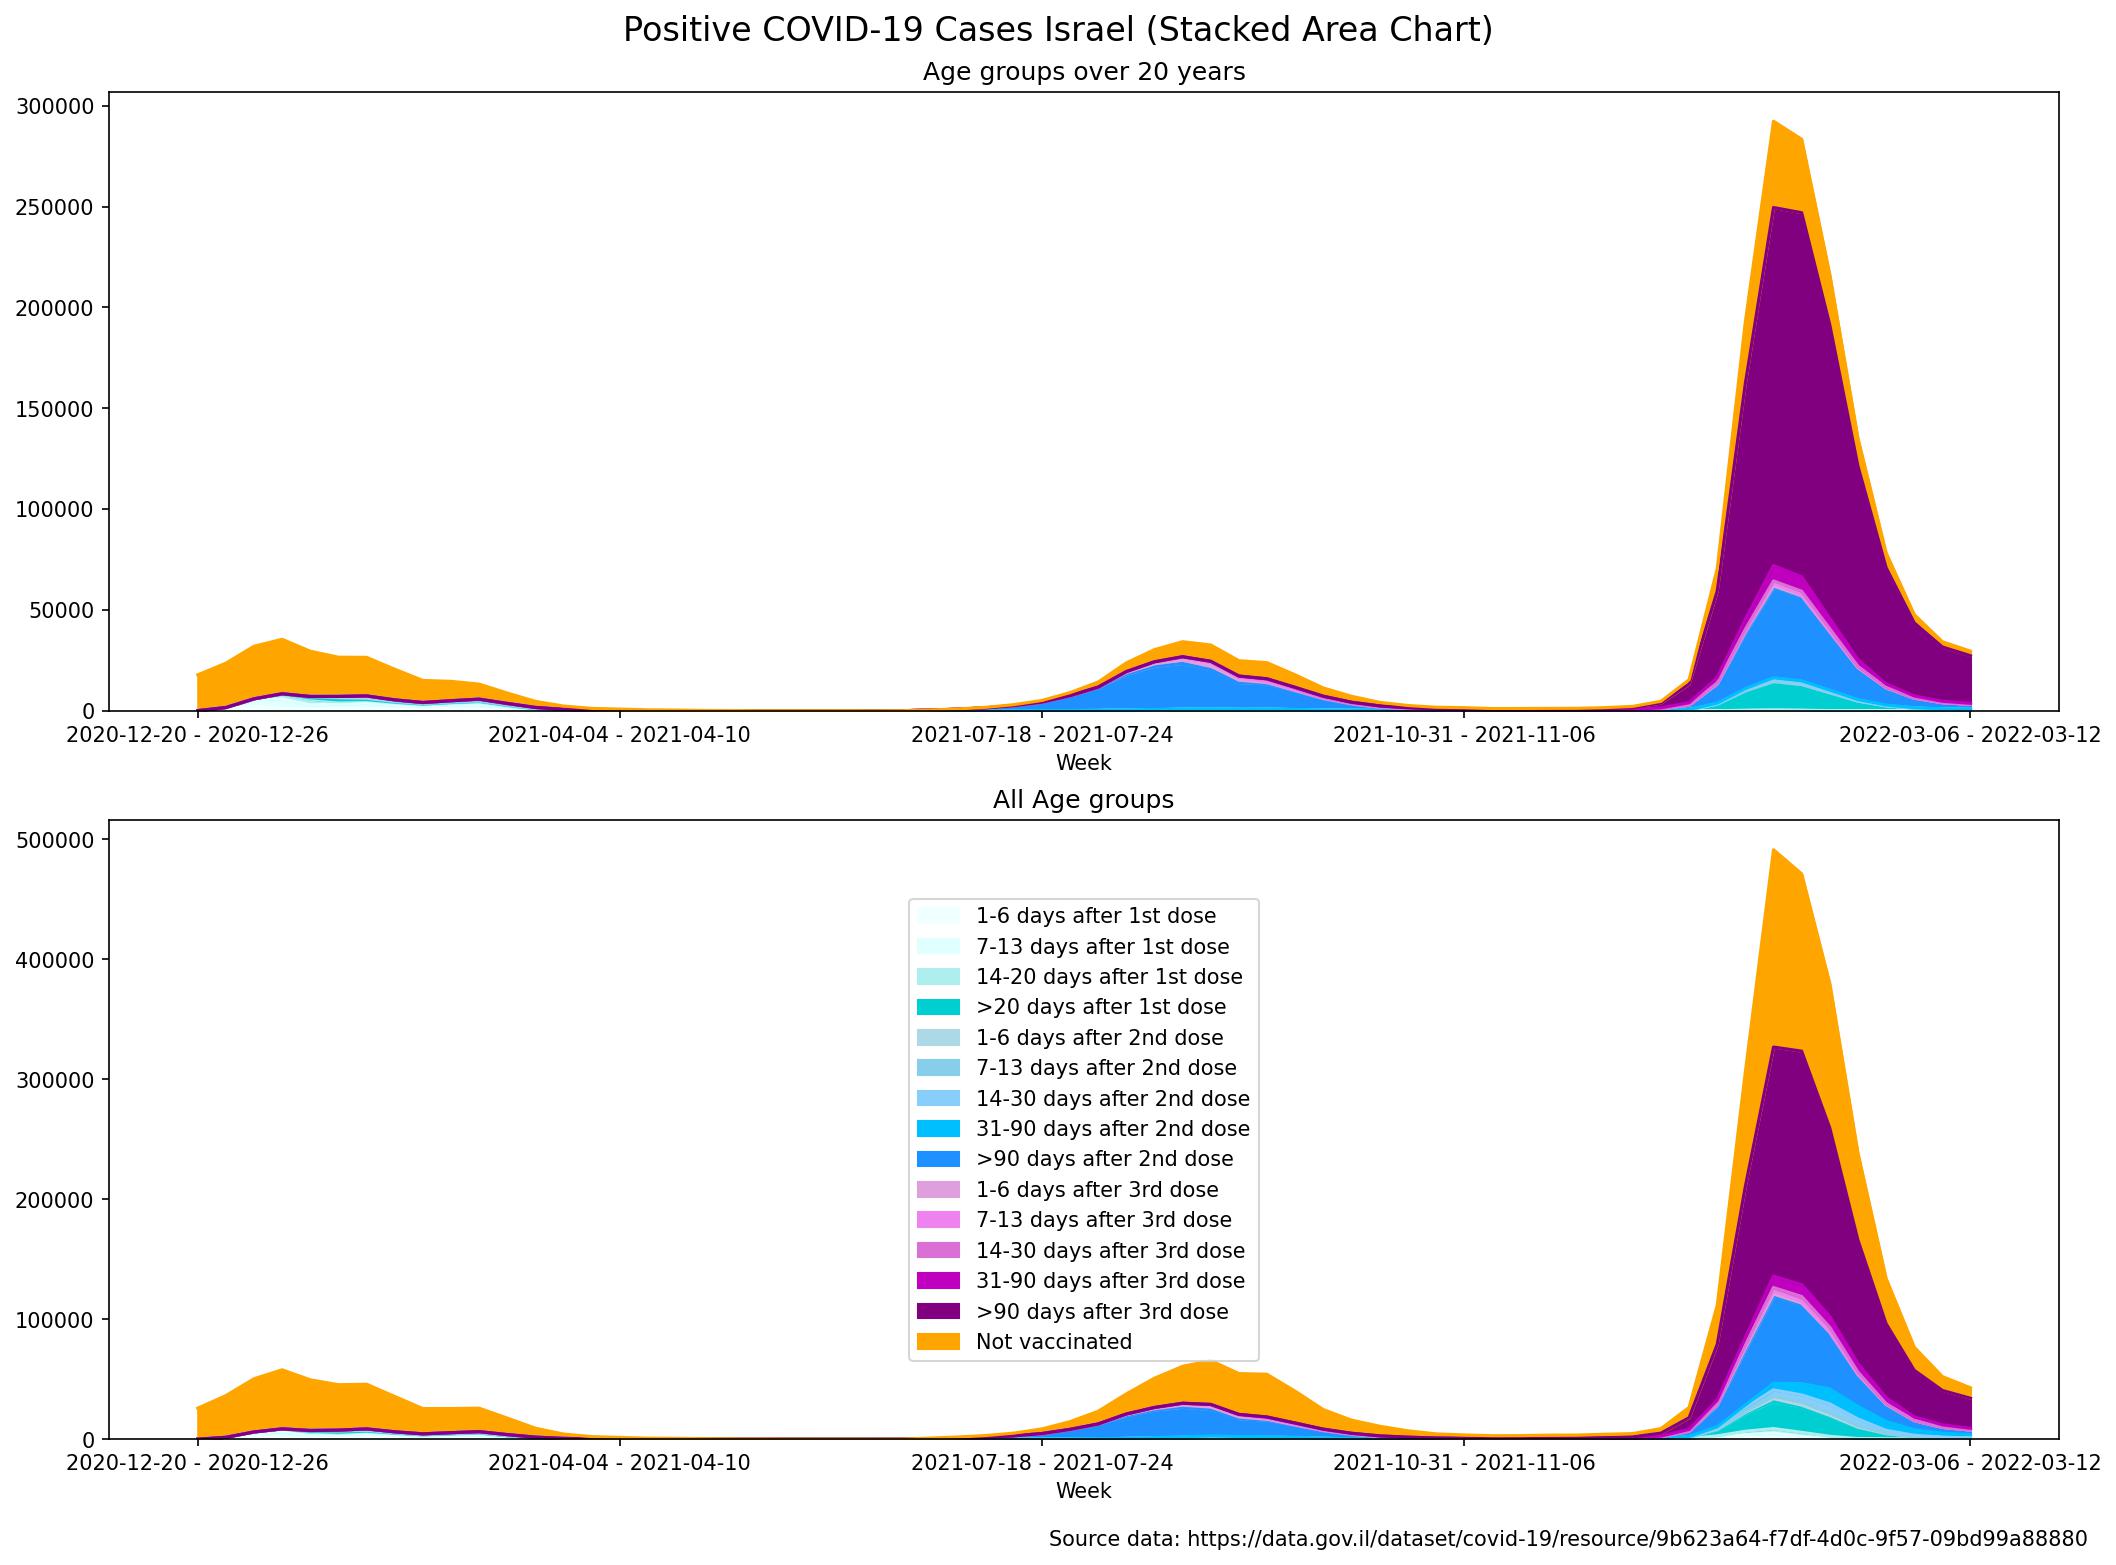 Positive COVID-19 Cases Israel (Stacked Area Chart)
Age groups over 20 years
300000
250000
200000
150000
100000
50000
0
2020-12-20 - 2020-12-26 2021-04-04 - 2021-04-10 2021-07-18 - 2021-07-24 2021-10-31 - 2021-11-06 2022-03-06 - 2022-03-12
Week
All Age groups
500000
400000
300000
200000
100000
0
1-6 days after 1st dose
7-13 days after 1st dose
14-20 days after 1st dose
>20 days after 1st dose
1-6 days after 2nd dose
7-13 days after 2nd dose
14-30 days after 2nd dose
31-90 days after 2nd dose
>90 days after 2nd dose
1-6 days after 3rd dose
7-13 days after 3rd dose
14-30 days after 3rd dose
31-90 days after 3rd dose
>90 days after 3rd dose
Not vaccinated
2020-12-20 - 2020-12-26 2021-04-04 - 2021-04-10 2021-07-18 - 2021-07-24 2021-10-31 - 2021-11-06 2022-03-06 - 2022-03-12
Week
Source data: https://data.gov.il/dataset/covid-19/resource/9b623a64-f7df-4d0c-9f57-09bd99a88880